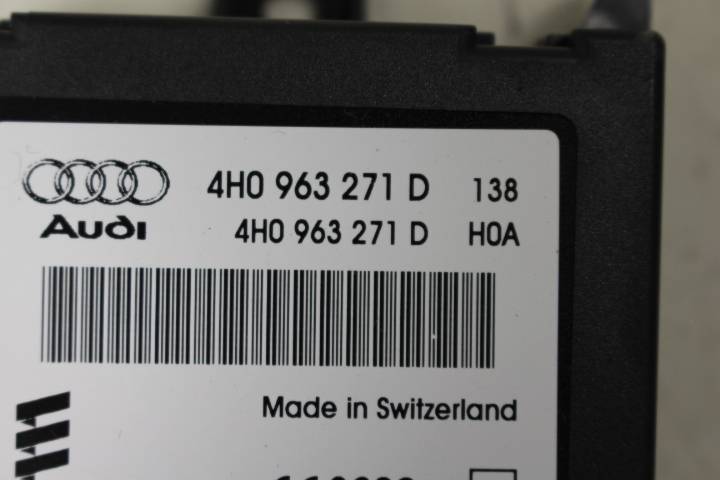 4H0 963 271 D 138
Audi 4H0 963 271 D H0A
Made in Switzerland